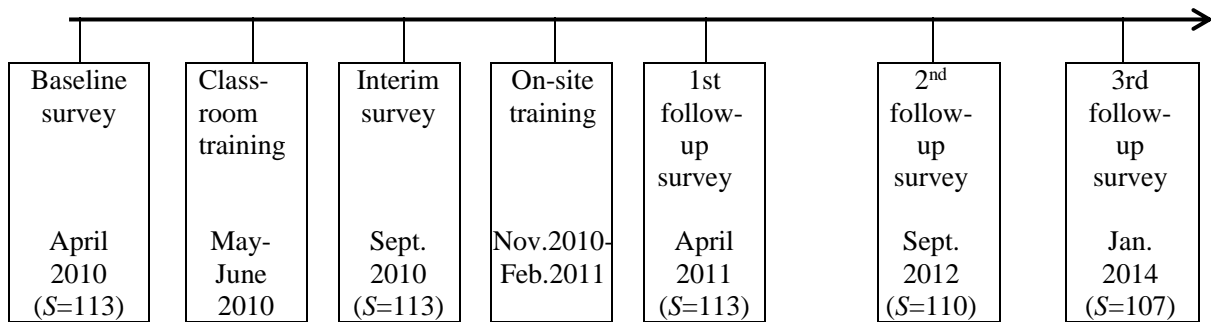 Baseline
survey
April
2010
(S=113)
Class-
room
training
May-
June
2010
Interim
survey
Sept.
2010
(S=113)
On-site
training
Nov.2010-
Feb.2011
1st
follow-
up
survey
April
2011
(S=113)
2nd
follow-
up
survey
Sept.
2012
(S=110)
3rd
follow-
up
survey
Jan.
2014
(S=107)